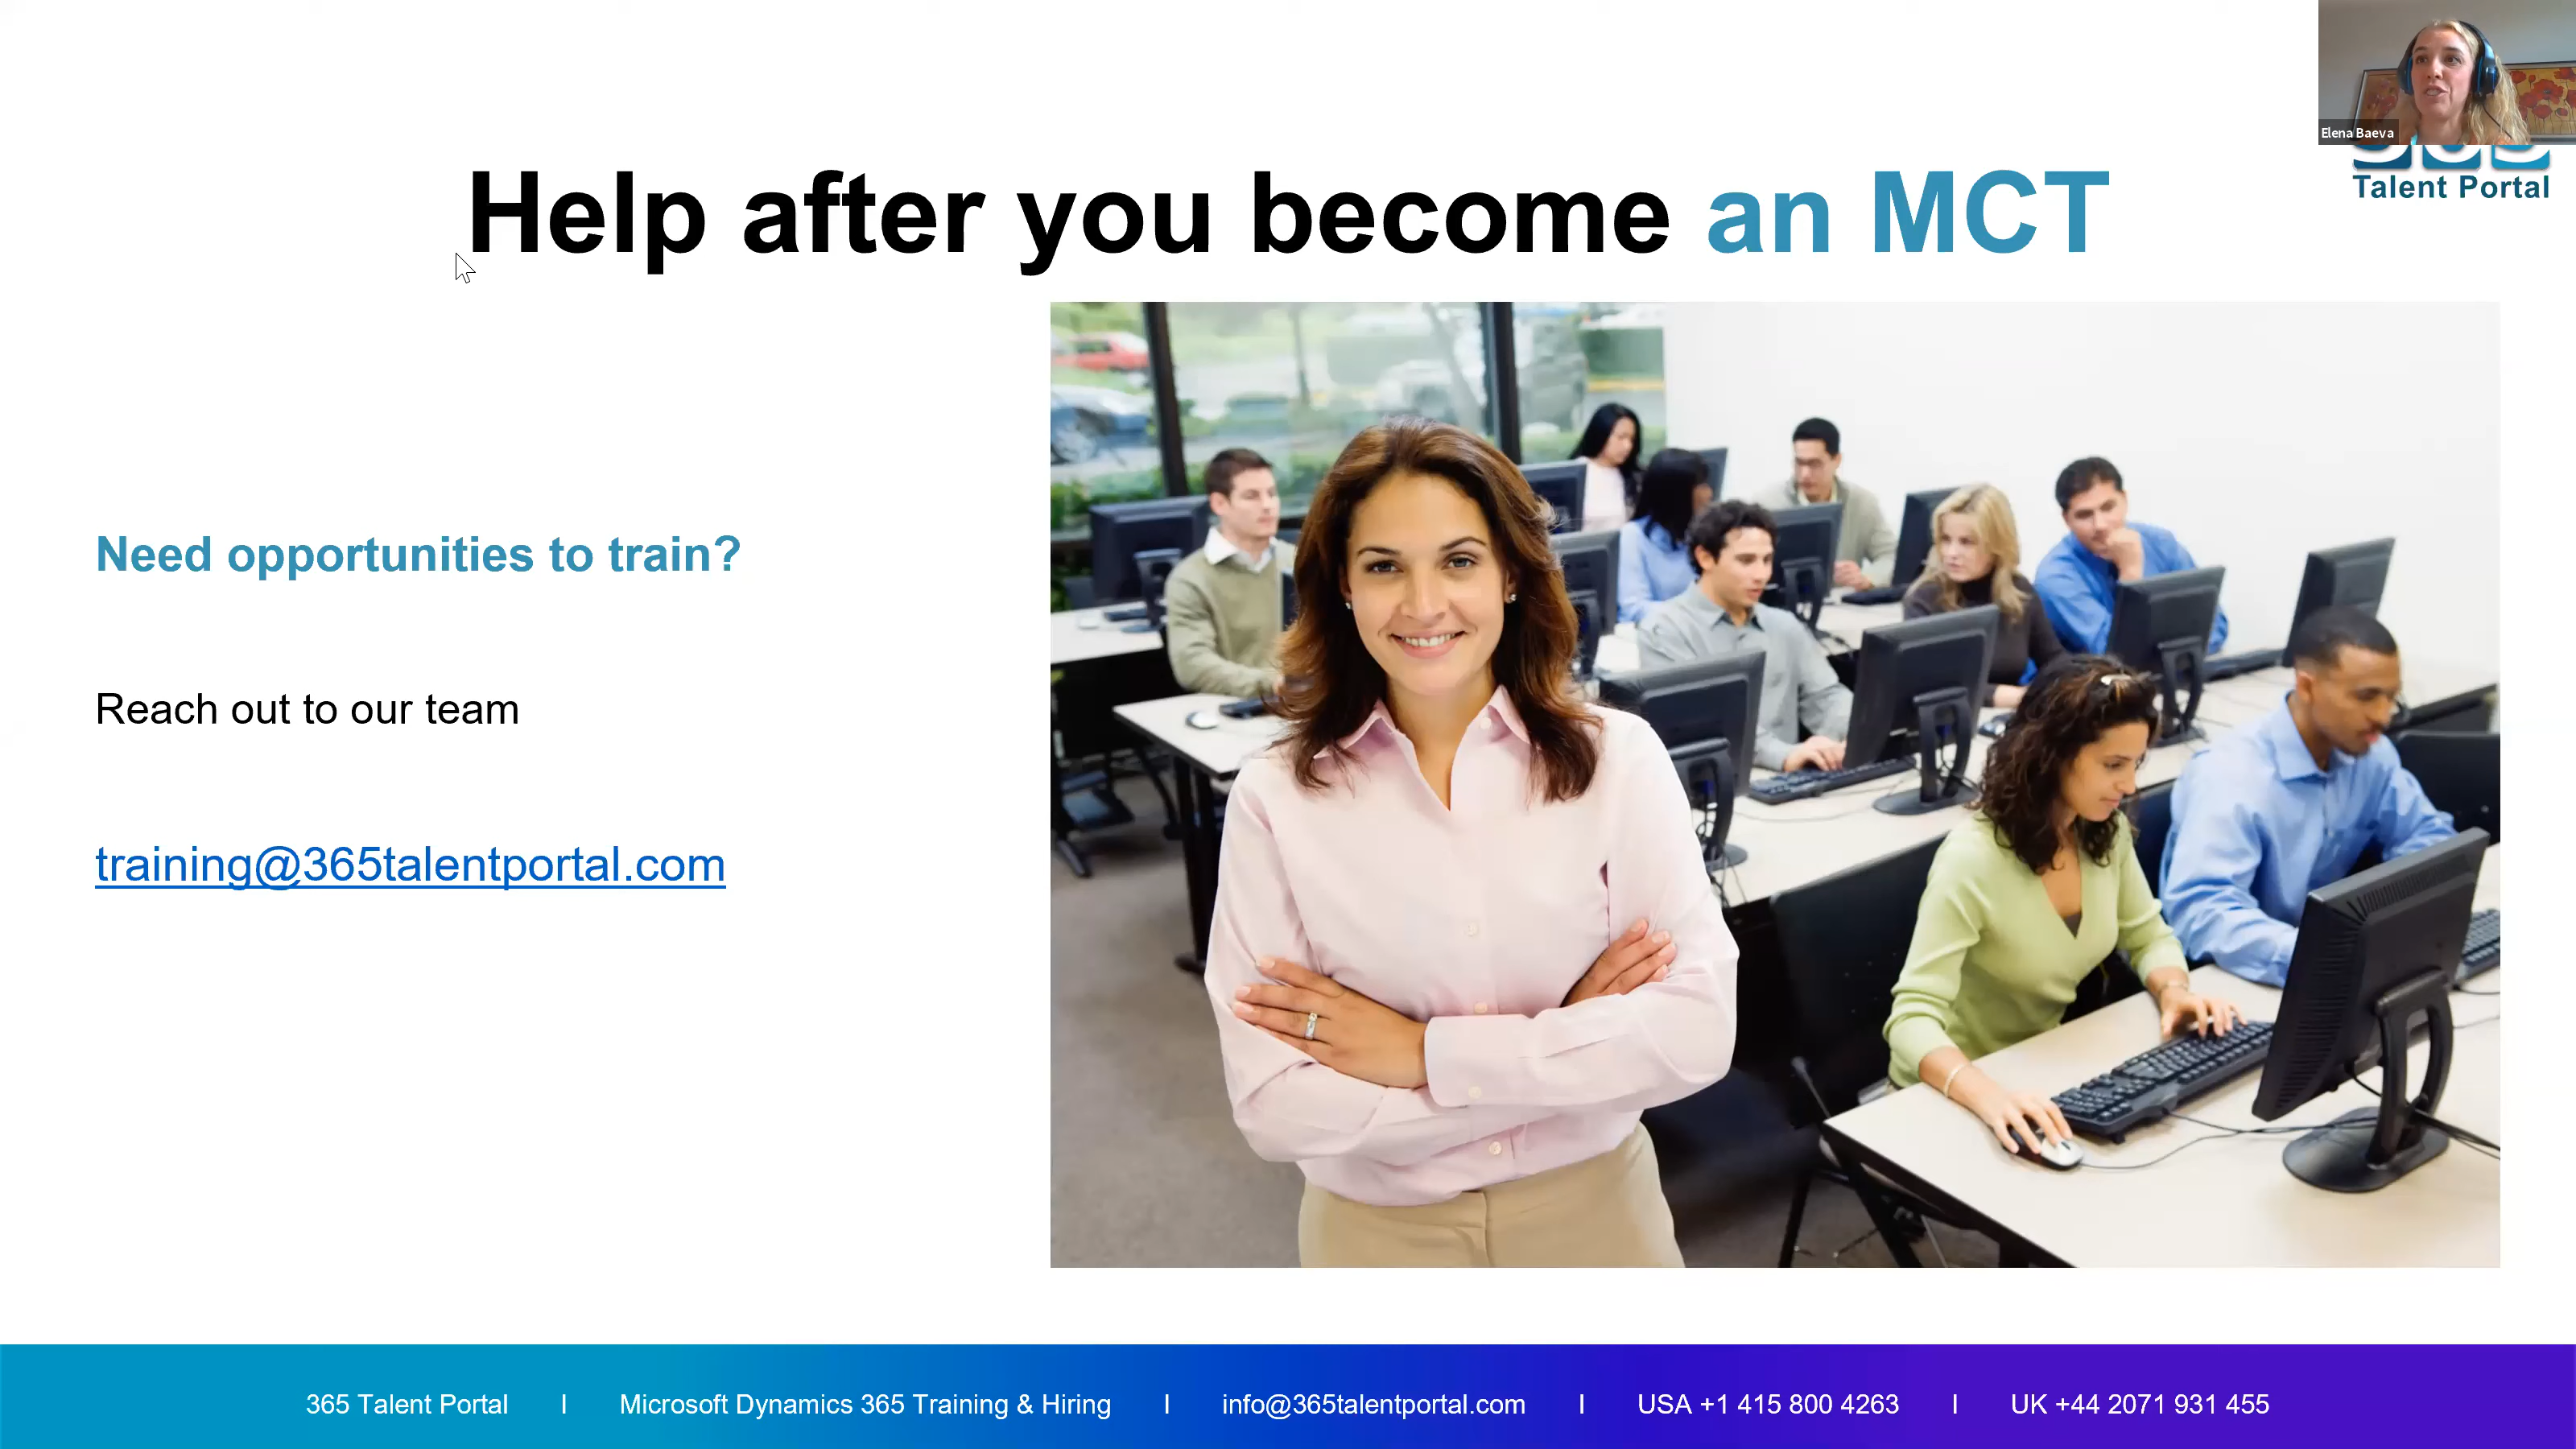 Elena Baeva
Talent Portal
Help after you become an MCT
Need opportunities to train?
Reach out to our team
training@365talentportal.com
365 Talent Portal I Microsoft Dynamics 365 Training & Hiring I info@365talentportal.com I USA +1 415 800 4263 I UK +44 2071 931 455